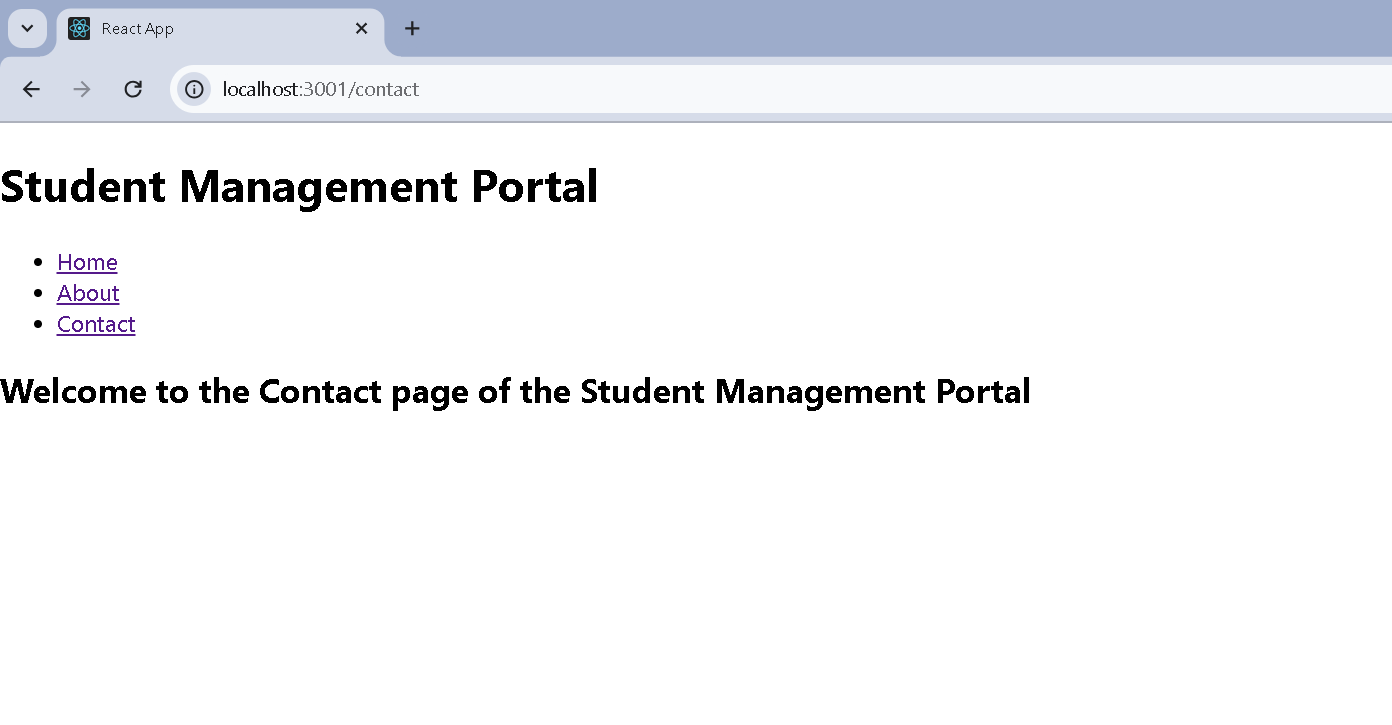 React App
localhost:3001/contact
Student Management Portal
Home
About
Contact
Welcome to the Contact page of the Student Management Portal